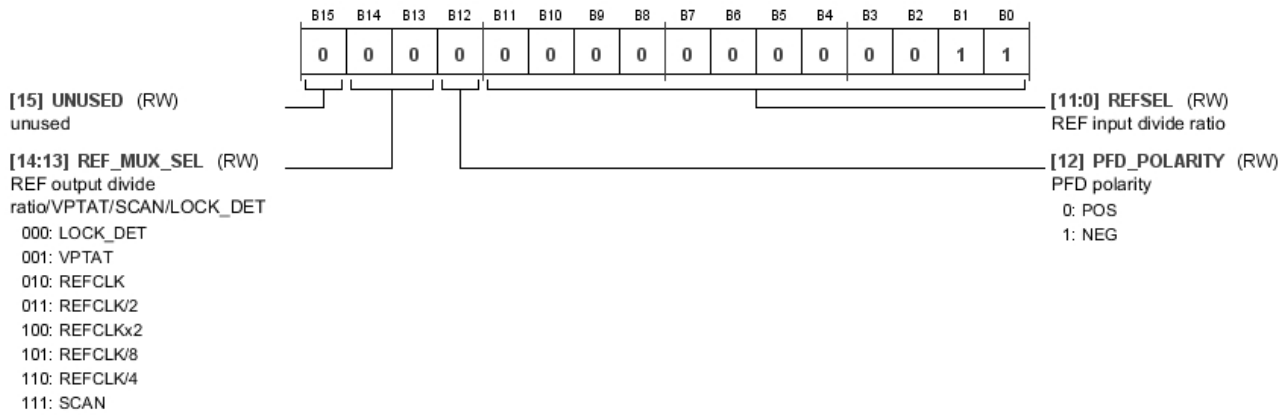 B15 B14 B13 B12 B11 B10 B9 B8 B7 B6 B5 B4 B3 B2 B1 B0
0 0 0 0 0 0 0 0 0 0 0 0 0 0 1 1
[15] UNUSED (RW)
unused
[14:13] REF_MUX_SEL (RW)
REF output divide
ratio/VPTAT/SCAN/LOCK_DET
000: LOCK_DET
001: VPTAT
010: REFCLK
011: REFCLK/2
100: REFCLKx2
101: REFCLK/8
110: REFCLK/4
111: SCAN
[11:0] REFSEL (RW)
REF input divide ratio
[12] PFD_POLARITY (RW)
PFD polarity
0: POS
1: NEG